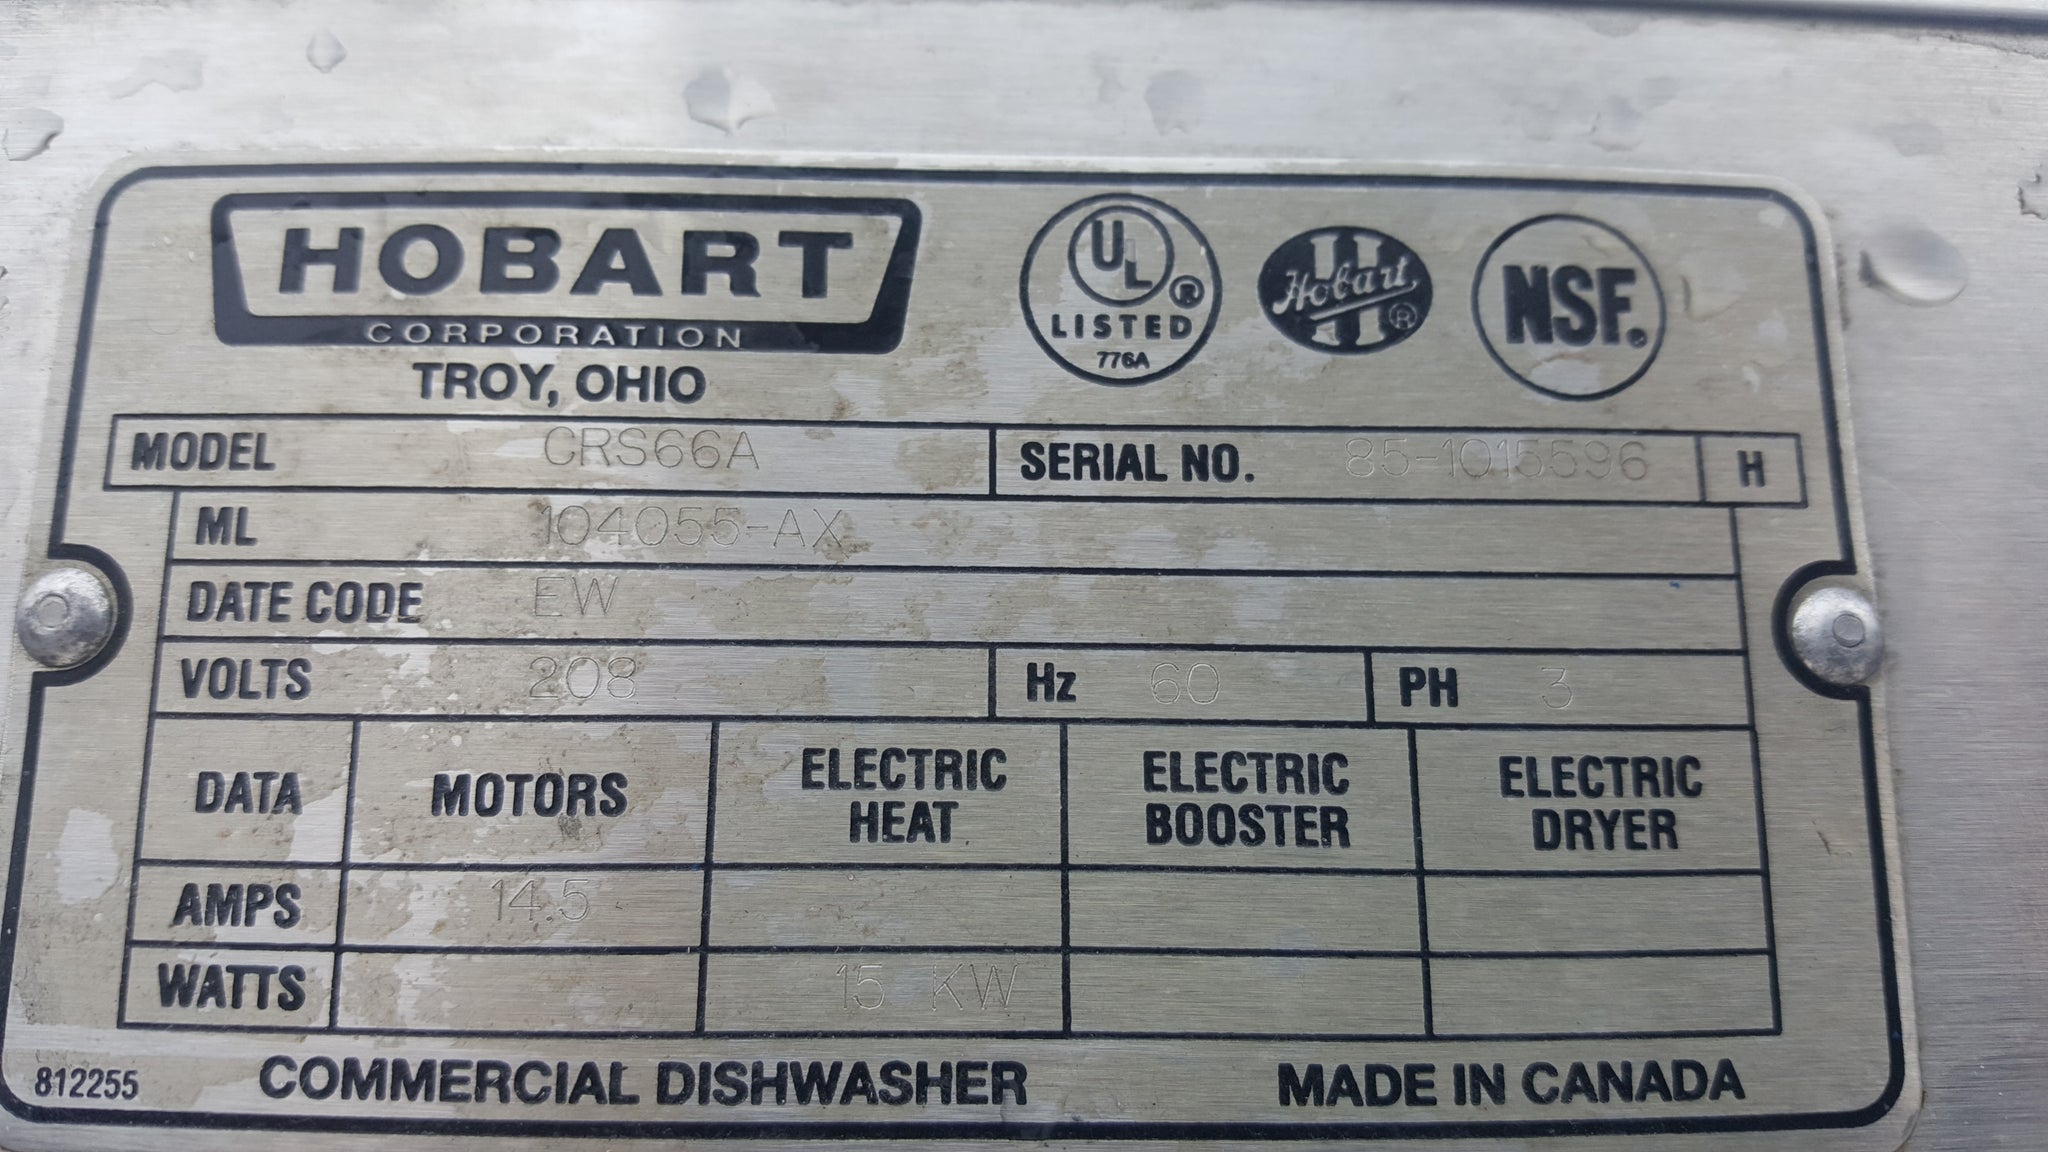 HOBART
CORPORATION
TROY, OHIO
UL ®
LISTED
776A
Hobart ®
NSF.
MODEL CRS66A SERIAL NO. 85-1015596 H
ML 104055-AX
DATE CODE EW
VOLTS 208 Hz 60 PH 3
DATA MOTORS ELECTRIC HEAT ELECTRIC BOOSTER ELECTRIC DRYER
AMPS 14.5
WATTS 15 KW
812255 COMMERCIAL DISHWASHER MADE IN CANADA